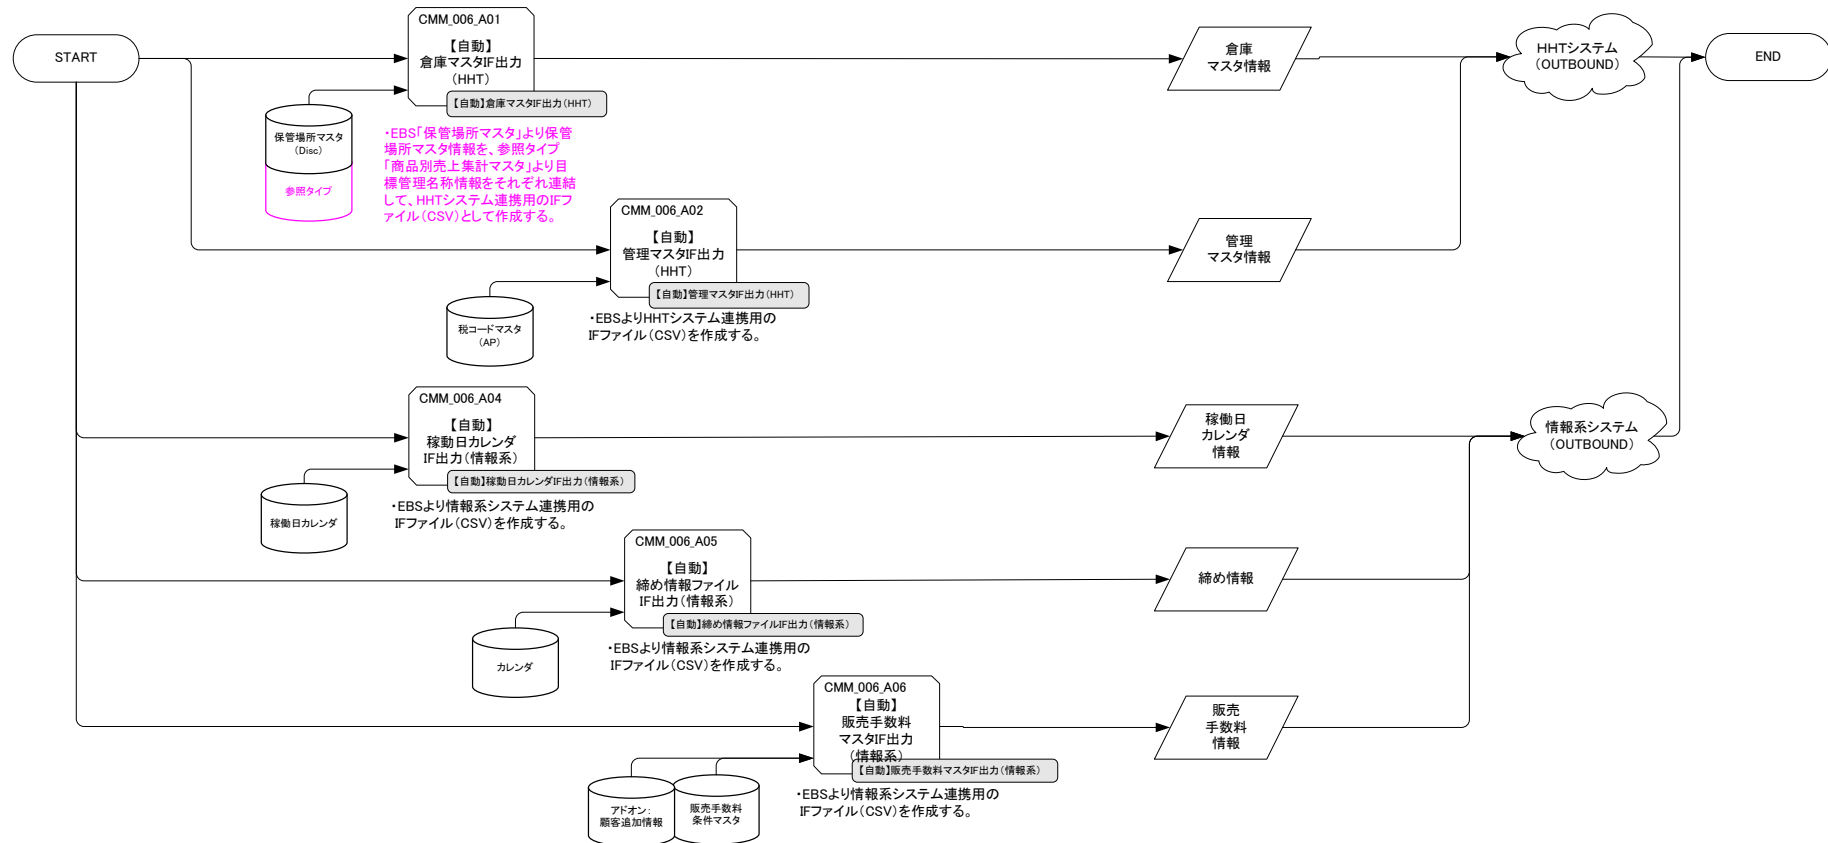 START
CMM_006_A01
【自動】
倉庫マスタIF出力
（HHT）
【自動】倉庫マスタIF出力（HHT）
倉庫
マスタ情報
HHTシステム
（OUTBOUND）
END
保管場所マスタ
（Disc）
参照タイプ
・EBS「保管場所マスタ」より保管
場所マスタ情報を、参照タイプ
「商品別売上集計マスタ」より目
標管理名称情報をそれぞれ連結
して、HHTシステム連携用のIFフ
ァイル（CSV）として作成する。
CMM_006_A02
【自動】
管理マスタIF出力
（HHT）
【自動】管理マスタIF出力（HHT）
管理
マスタ情報
税コードマスタ
（AP）
・EBSよりHHTシステム連携用の
IFファイル（CSV）を作成する。
CMM_006_A04
【自動】
稼動日カレンダ
IF出力（情報系）
【自動】稼動日カレンダIF出力（情報系）
稼働日
カレンダ
情報
情報系システム
（OUTBOUND）
稼働日カレンダ
・EBSより情報系システム連携用の
IFファイル（CSV）を作成する。
CMM_006_A05
【自動】
締め情報ファイル
IF出力（情報系）
【自動】締め情報ファイルIF出力（情報系）
締め情報
カレンダ
・EBSより情報系システム連携用の
IFファイル（CSV）を作成する。
CMM_006_A06
【自動】
販売手数料
マスタIF出力
（情報系）
【自動】販売手数料マスタIF出力（情報系）
販売
手数料
情報
アドオン：
顧客追加情報
販売手数料
条件マスタ
・EBSより情報系システム連携用の
IFファイル（CSV）を作成する。